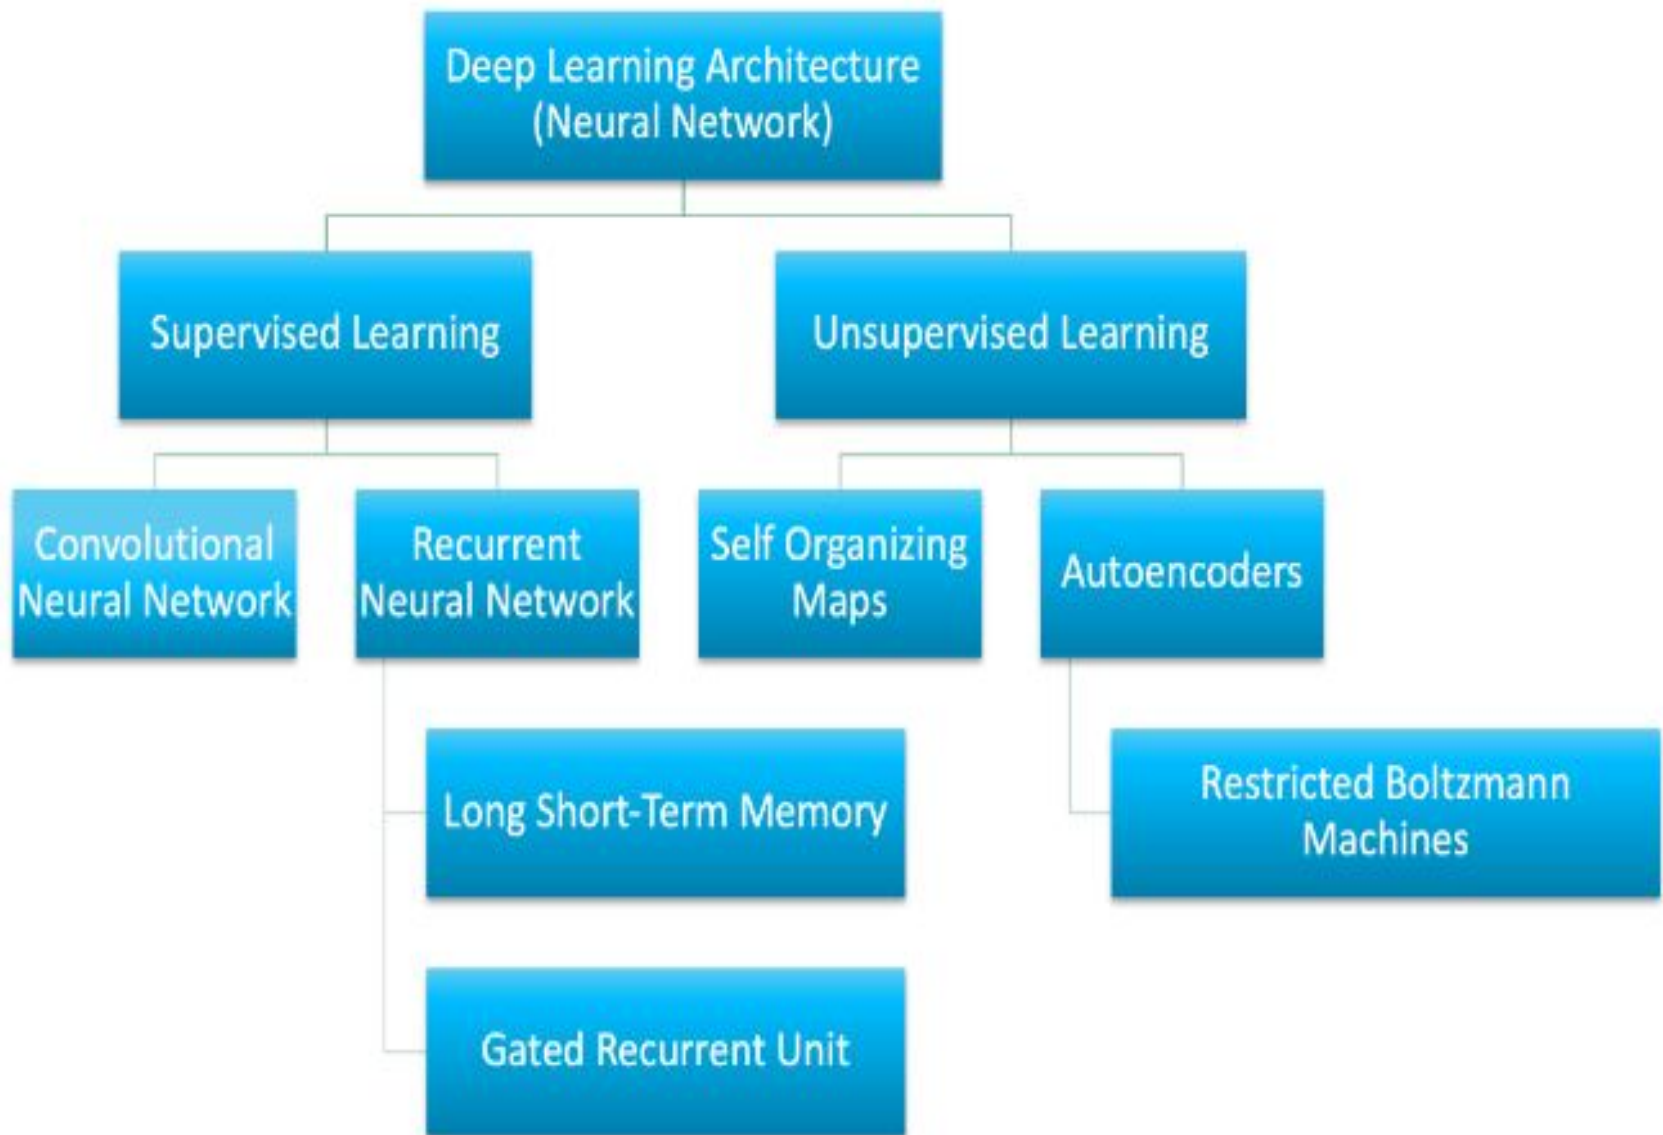 Deep Learning Architecture
(Neural Network)
Supervised Learning
Unsupervised Learning
Convolutional
Neural Network
Recurrent
Neural Network
Self Organizing
Maps
Autoencoders
Long Short-Term Memory
Restricted Boltzmann
Machines
Gated Recurrent Unit